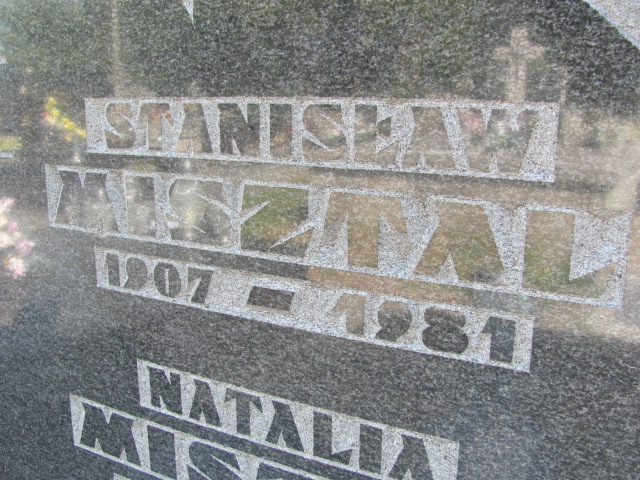 STANISŁAW
MISZTAL
1907 - 1981
NATALIA